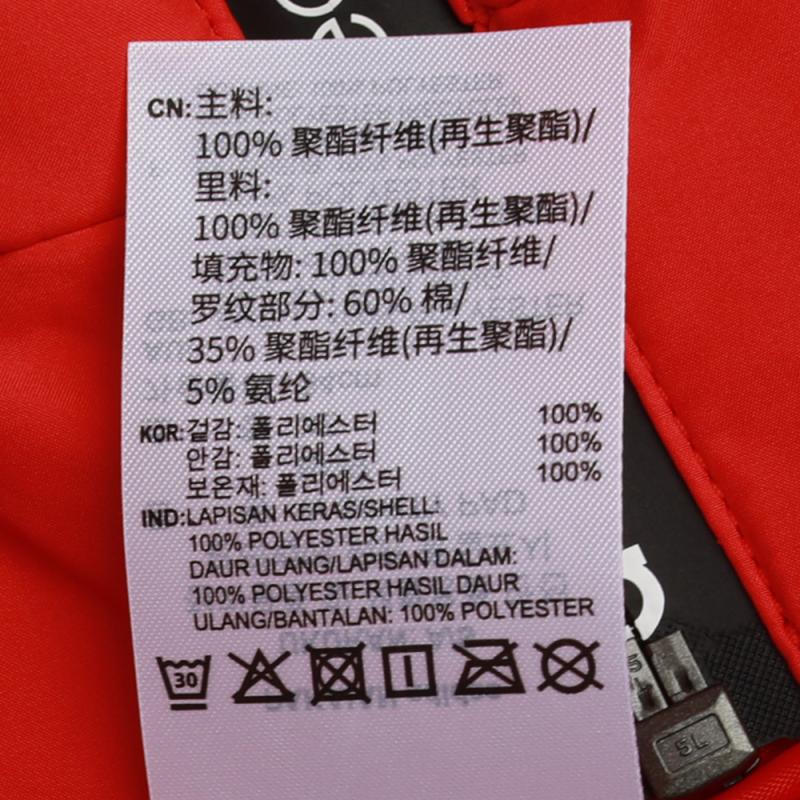 CN:主料:
100% 聚酯纤维(再生聚酯)/
里料:
100% 聚酯纤维(再生聚酯)/
填充物: 100% 聚酯纤维/
罗纹部分: 60% 棉/
35% 聚酯纤维(再生聚酯)/
5% 氨纶
KOR:겉감: 폴리에스터 100%
안감: 폴리에스터 100%
보온재: 폴리에스터 100%
IND:LAPISAN KERAS/SHELL:
100% POLYESTER HASIL
DAUR ULANG/LAPISAN DALAM:
100% POLYESTER HASIL DAUR
ULANG/BANTALAN: 100% POLYESTER
30
5L